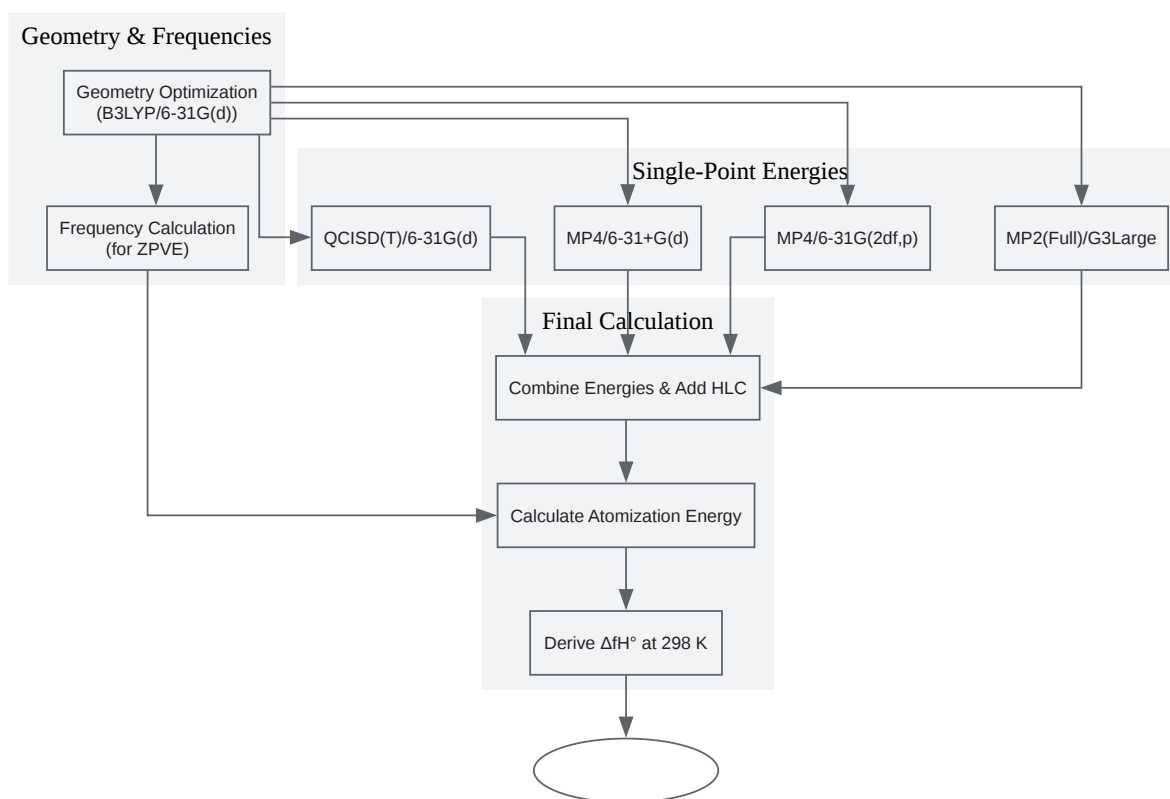 Geometry & Frequencies
Geometry Optimization
(B3LYP/6-31G(d))
Single-Point Energies
Frequency Calculation
(for ZPVE)
QCISD(T)/6-31G(d)
MP4/6-31+G(d)
MP4/6-31G(2df,p)
MP2(Full)/G3Large
Final Calculation
Combine Energies & Add HLC
Calculate Atomization Energy
Derive ΔfH° at 298 K